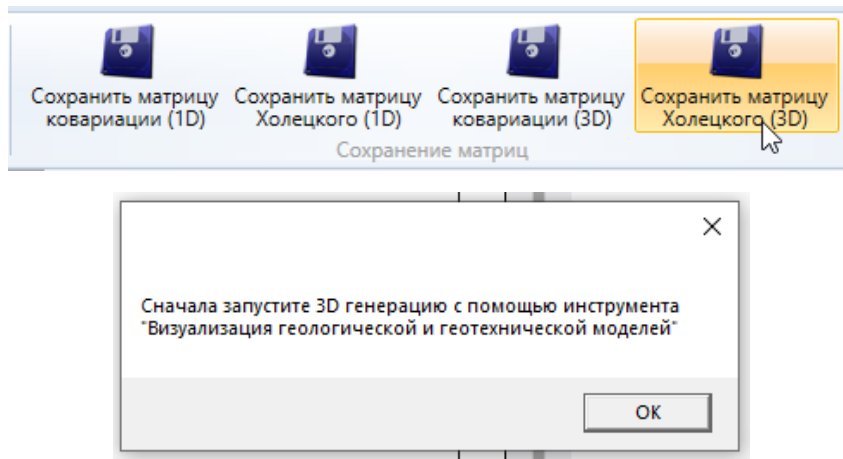 Сохранить матрицу Сохранить матрицу Сохранить матрицу Сохранить матрицу
ковариации (1D) Холецкого (1D) ковариации (3D) Холецкого (3D)
Сохранение матриц
Сначала запустите 3D генерацию с помощью инструмента
"Визуализация геологической и геотехнической моделей"
ОК